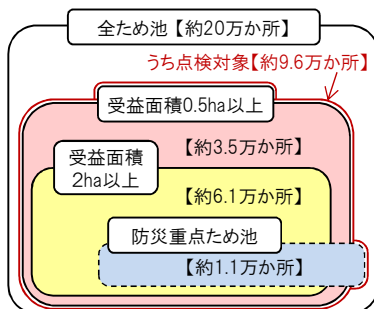 全ため池【約20万か所】
うち点検対象【約9.6万か所】
受益面積0.5ha以上
【約3.5万か所】
受益面積
2ha以上
【約6.1万か所】
防災重点ため池
【約1.1万か所】